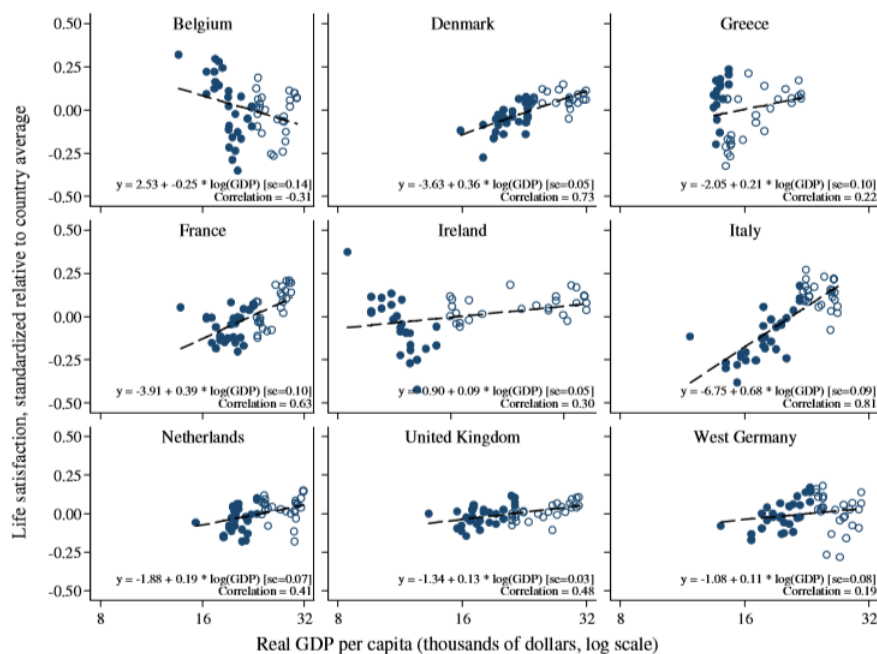 Life satisfaction, standardized relative to country average
Belgium
Denmark
Greece
0.50
0.25
0.00
-0.25
-0.50
y = 2.53 + -0.25 * log(GDP) [se=0.14]
Correlation = -0.31
y = -3.63 + 0.36 * log(GDP) [se=0.05]
Correlation = 0.73
y = -2.05 + 0.21 * log(GDP) [se=0.10]
Correlation = 0.22
France
Ireland
Italy
0.50
0.25
0.00
-0.25
-0.50
y = -3.91 + 0.39 * log(GDP) [se=0.10]
Correlation = 0.63
y = 0.90 + 0.09 * log(GDP) [se=0.05]
Correlation = 0.30
y = -6.75 + 0.68 * log(GDP) [se=0.09]
Correlation = 0.81
Netherlands
United Kingdom
West Germany
0.50
0.25
0.00
-0.25
-0.50
y = -1.88 + 0.19 * log(GDP) [se=0.07]
Correlation = 0.41
y = -1.34 + 0.13 * log(GDP) [se=0.03]
Correlation = 0.48
y = -1.08 + 0.11 * log(GDP) [se=0.08]
Correlation = 0.19
8 16 32
8 16 32
8 16 32
Real GDP per capita (thousands of dollars, log scale)